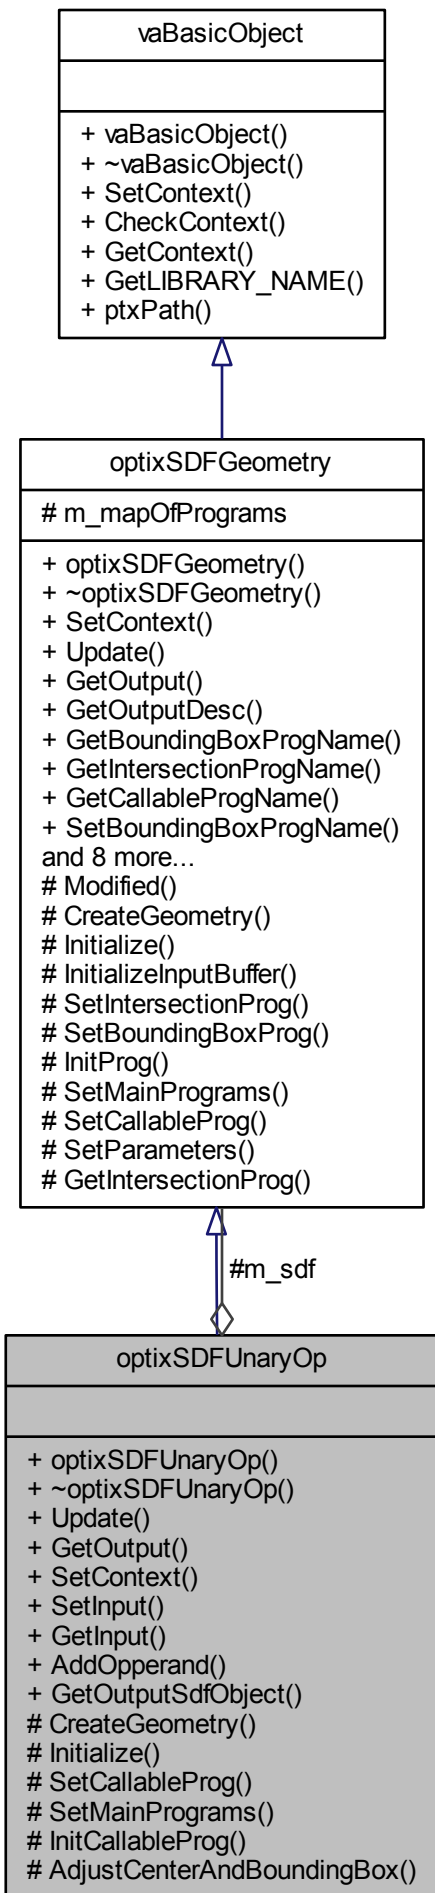 vaBasicObject
+ vaBasicObject()
+ ~vaBasicObject()
+ SetContext()
+ CheckContext()
+ GetContext()
+ GetLIBRARY_NAME()
+ ptxPath()
optixSDFGeometry
# m_mapOfPrograms
+ optixSDFGeometry()
+ ~optixSDFGeometry()
+ SetContext()
+ Update()
+ GetOutput()
+ GetOutputDesc()
+ GetBoundingBoxProgName()
+ GetIntersectionProgName()
+ GetCallableProgName()
+ SetBoundingBoxProgName()
and 8 more...
# Modified()
# CreateGeometry()
# Initialize()
# InitializeInputBuffer()
# SetIntersectionProg()
# SetBoundingBoxProg()
# InitProg()
# SetMainPrograms()
# SetCallableProg()
# SetParameters()
# GetIntersectionProg()
#m_sdf
optixSDFUnaryOp
+ optixSDFUnaryOp()
+ ~optixSDFUnaryOp()
+ Update()
+ GetOutput()
+ SetContext()
+ SetInput()
+ GetInput()
+ AddOpperand()
+ GetOutputSdfObject()
# CreateGeometry()
# Initialize()
# SetCallableProg()
# SetMainPrograms()
# InitCallableProg()
# AdjustCenterAndBoundingBox()